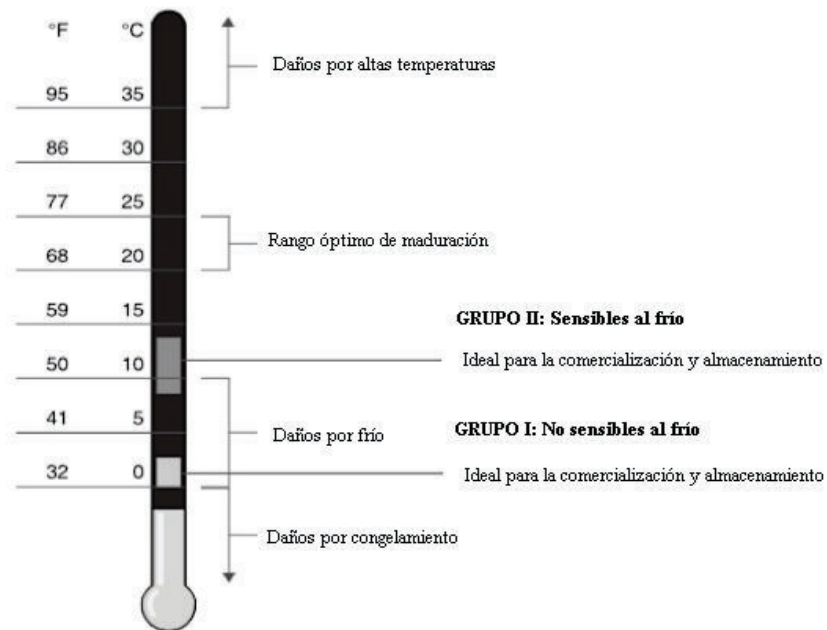 °F °C
Daños por altas temperaturas
95 35
86 30
77 25
Rango óptimo de maduración
68 20
59 15
GRUPO II: Sensibles al frío
Ideal para la comercialización y almacenamiento
50 10
41 5
Daños por frío
GRUPO I: No sensibles al frío
32 0
Ideal para la comercialización y almacenamiento
Daños por congelamiento